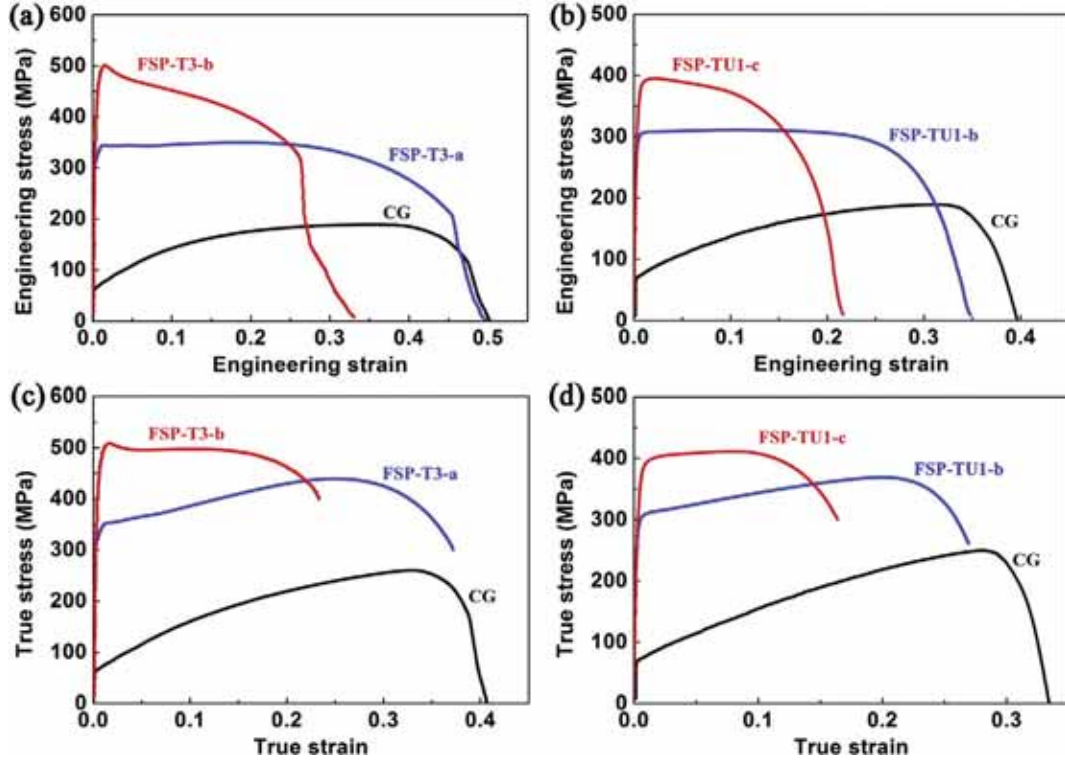 (a)
600
500
400
300
200
100
0
Engineering stress (MPa)
FSP-T3-b
FSP-T3-a
CG
0.0 0.1 0.2 0.3 0.4 0.5
Engineering strain
(b)
500
400
300
200
100
0
Engineering stress (MPa)
FSP-TU1-c
FSP-TU1-b
CG
0.0 0.1 0.2 0.3 0.4
Engineering strain
(c)
600
500
400
300
200
100
0
True stress (MPa)
FSP-T3-b
FSP-T3-a
CG
0.0 0.1 0.2 0.3 0.4
True strain
(d)
500
400
300
200
100
0
True stress (MPa)
FSP-TU1-c
FSP-TU1-b
CG
0.0 0.1 0.2 0.3
True strain